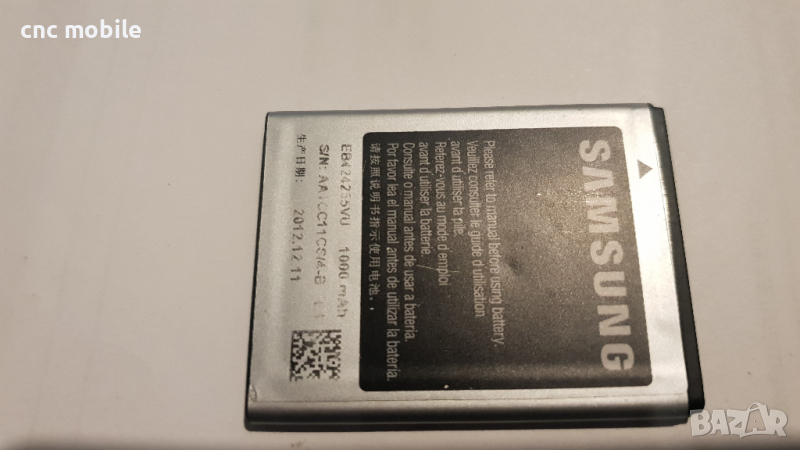 cnc mobile
SAMSUNG
Please refer to manual before using battery.
Veuillez consulter le guide d'utilisation
avant d'utiliser la pile.
Referez-vous au mode d'emploi
avant d'utiliser la batterie.
Consulte o manual antes de usar a bateria.
Por favor lea el manual antes de utilizar la bateria.
请按照说明书指示使用电池。
EB424255VU 1000 mAh
S/N:
生产日期: 2012.12.11
BAZAR